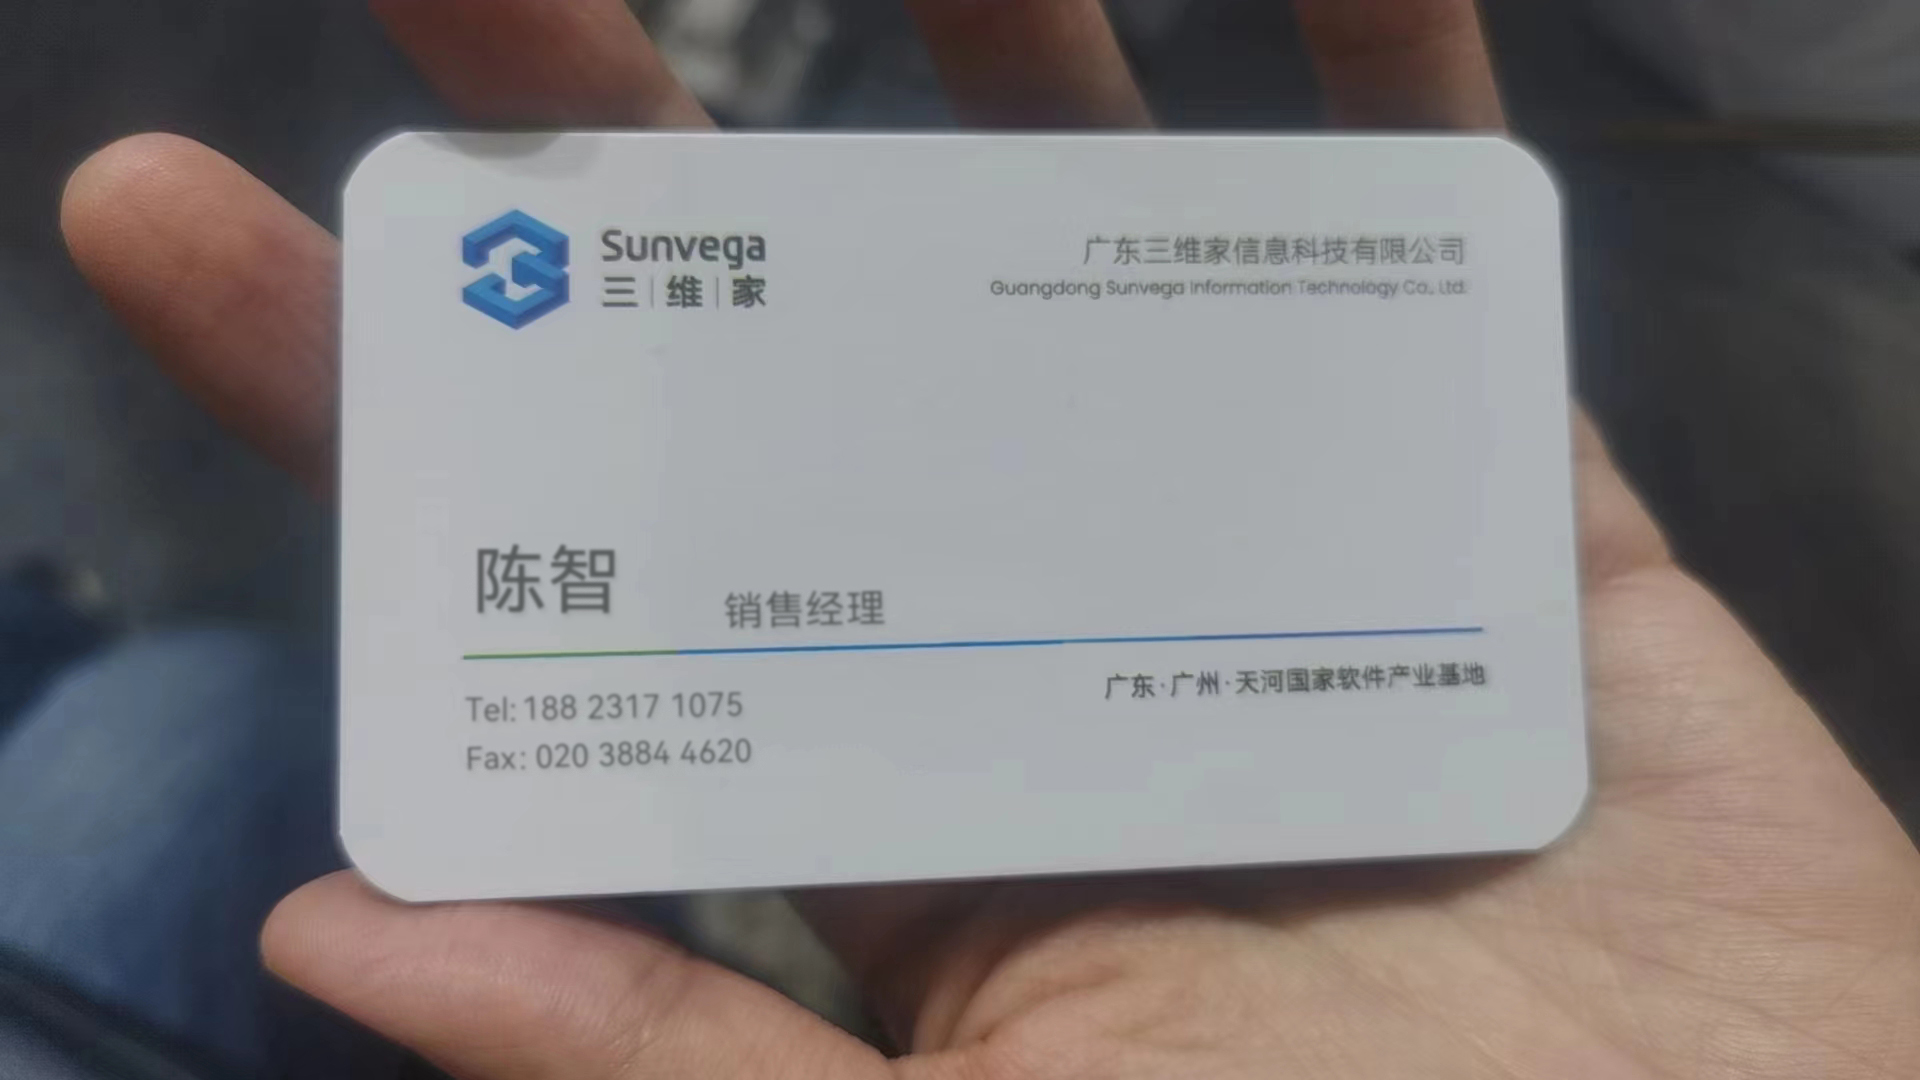 Sunvega
三|维|家
广东三维家信息科技有限公司
Guangdong Sunvega Information Technology Co., Ltd.
陈智
销售经理
广东·广州·天河国家软件产业基地
Tel: 188 2317 1075
Fax: 020 3884 4620